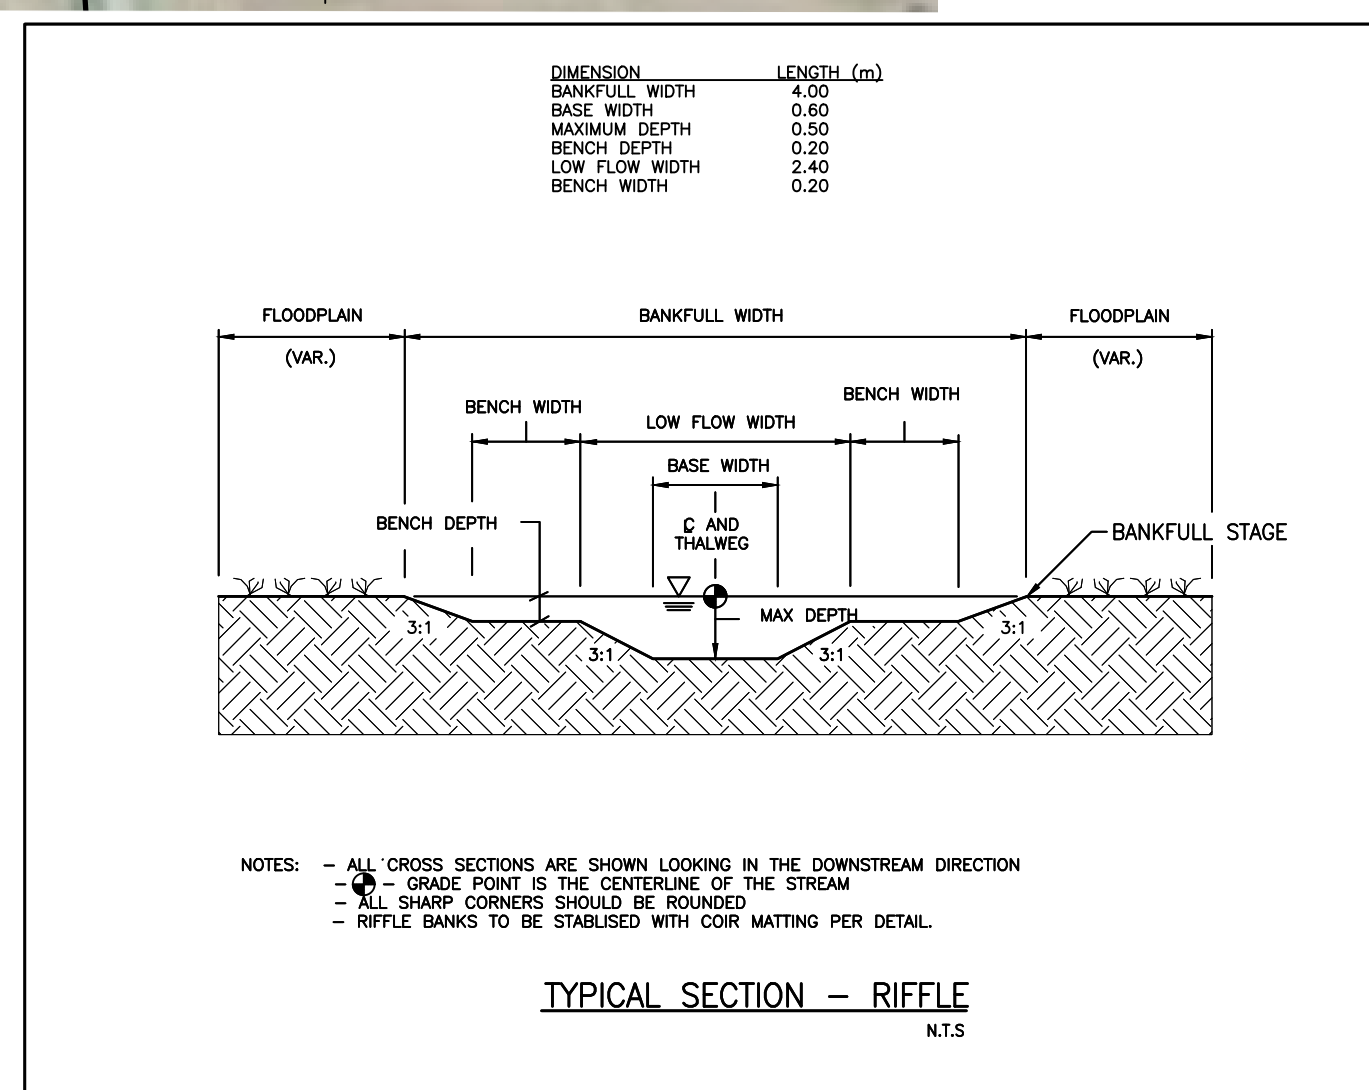 DIMENSION LENGTH (m)
BANKFULL WIDTH 4.00
BASE WIDTH 0.60
MAXIMUM DEPTH 0.50
BENCH DEPTH 0.20
LOW FLOW WIDTH 2.40
BENCH WIDTH 0.20
FLOODPLAIN BANKFULL WIDTH FLOODPLAIN
(VAR.) (VAR.)
BENCH WIDTH BENCH WIDTH
LOW FLOW WIDTH
BASE WIDTH
BENCH DEPTH ℄ AND
THALWEG
BANKFULL STAGE
MAX DEPTH
3:1 3:1
3:1 3:1
NOTES: – ALL CROSS SECTIONS ARE SHOWN LOOKING IN THE DOWNSTREAM DIRECTION
– – GRADE POINT IS THE CENTERLINE OF THE STREAM
– ALL SHARP CORNERS SHOULD BE ROUNDED
– RIFFLE BANKS TO BE STABLISED WITH COIR MATTING PER DETAIL.
TYPICAL SECTION – RIFFLE
N.T.S